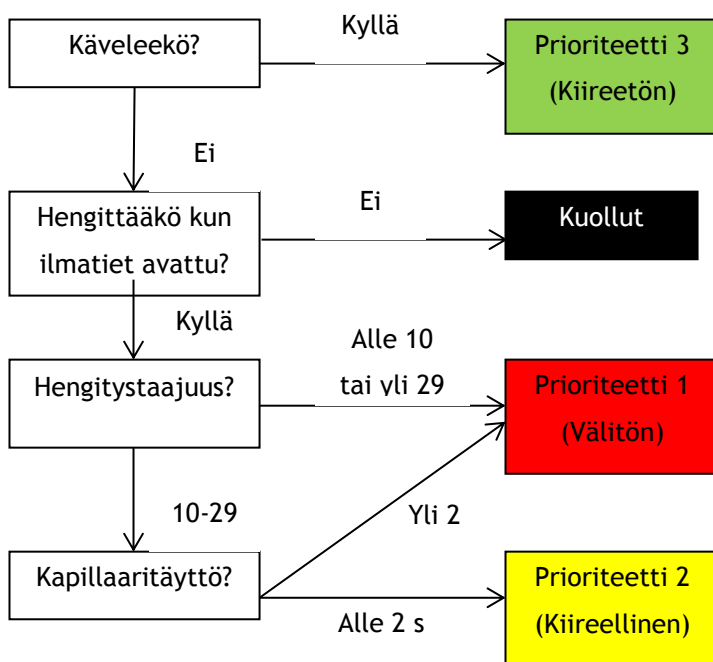 Käveleekö?
Kyllä
Prioriteetti 3
(Kiireetön)
Ei
Hengittääkö kun
ilmatiet avattu?
Ei
Kuollut
Kyllä
Hengitystaajuus?
Alle 10
tai yli 29
Prioriteetti 1
(Välitön)
10-29
Yli 2
Kapillaaritäyttö?
Alle 2 s
Prioriteetti 2
(Kiireellinen)